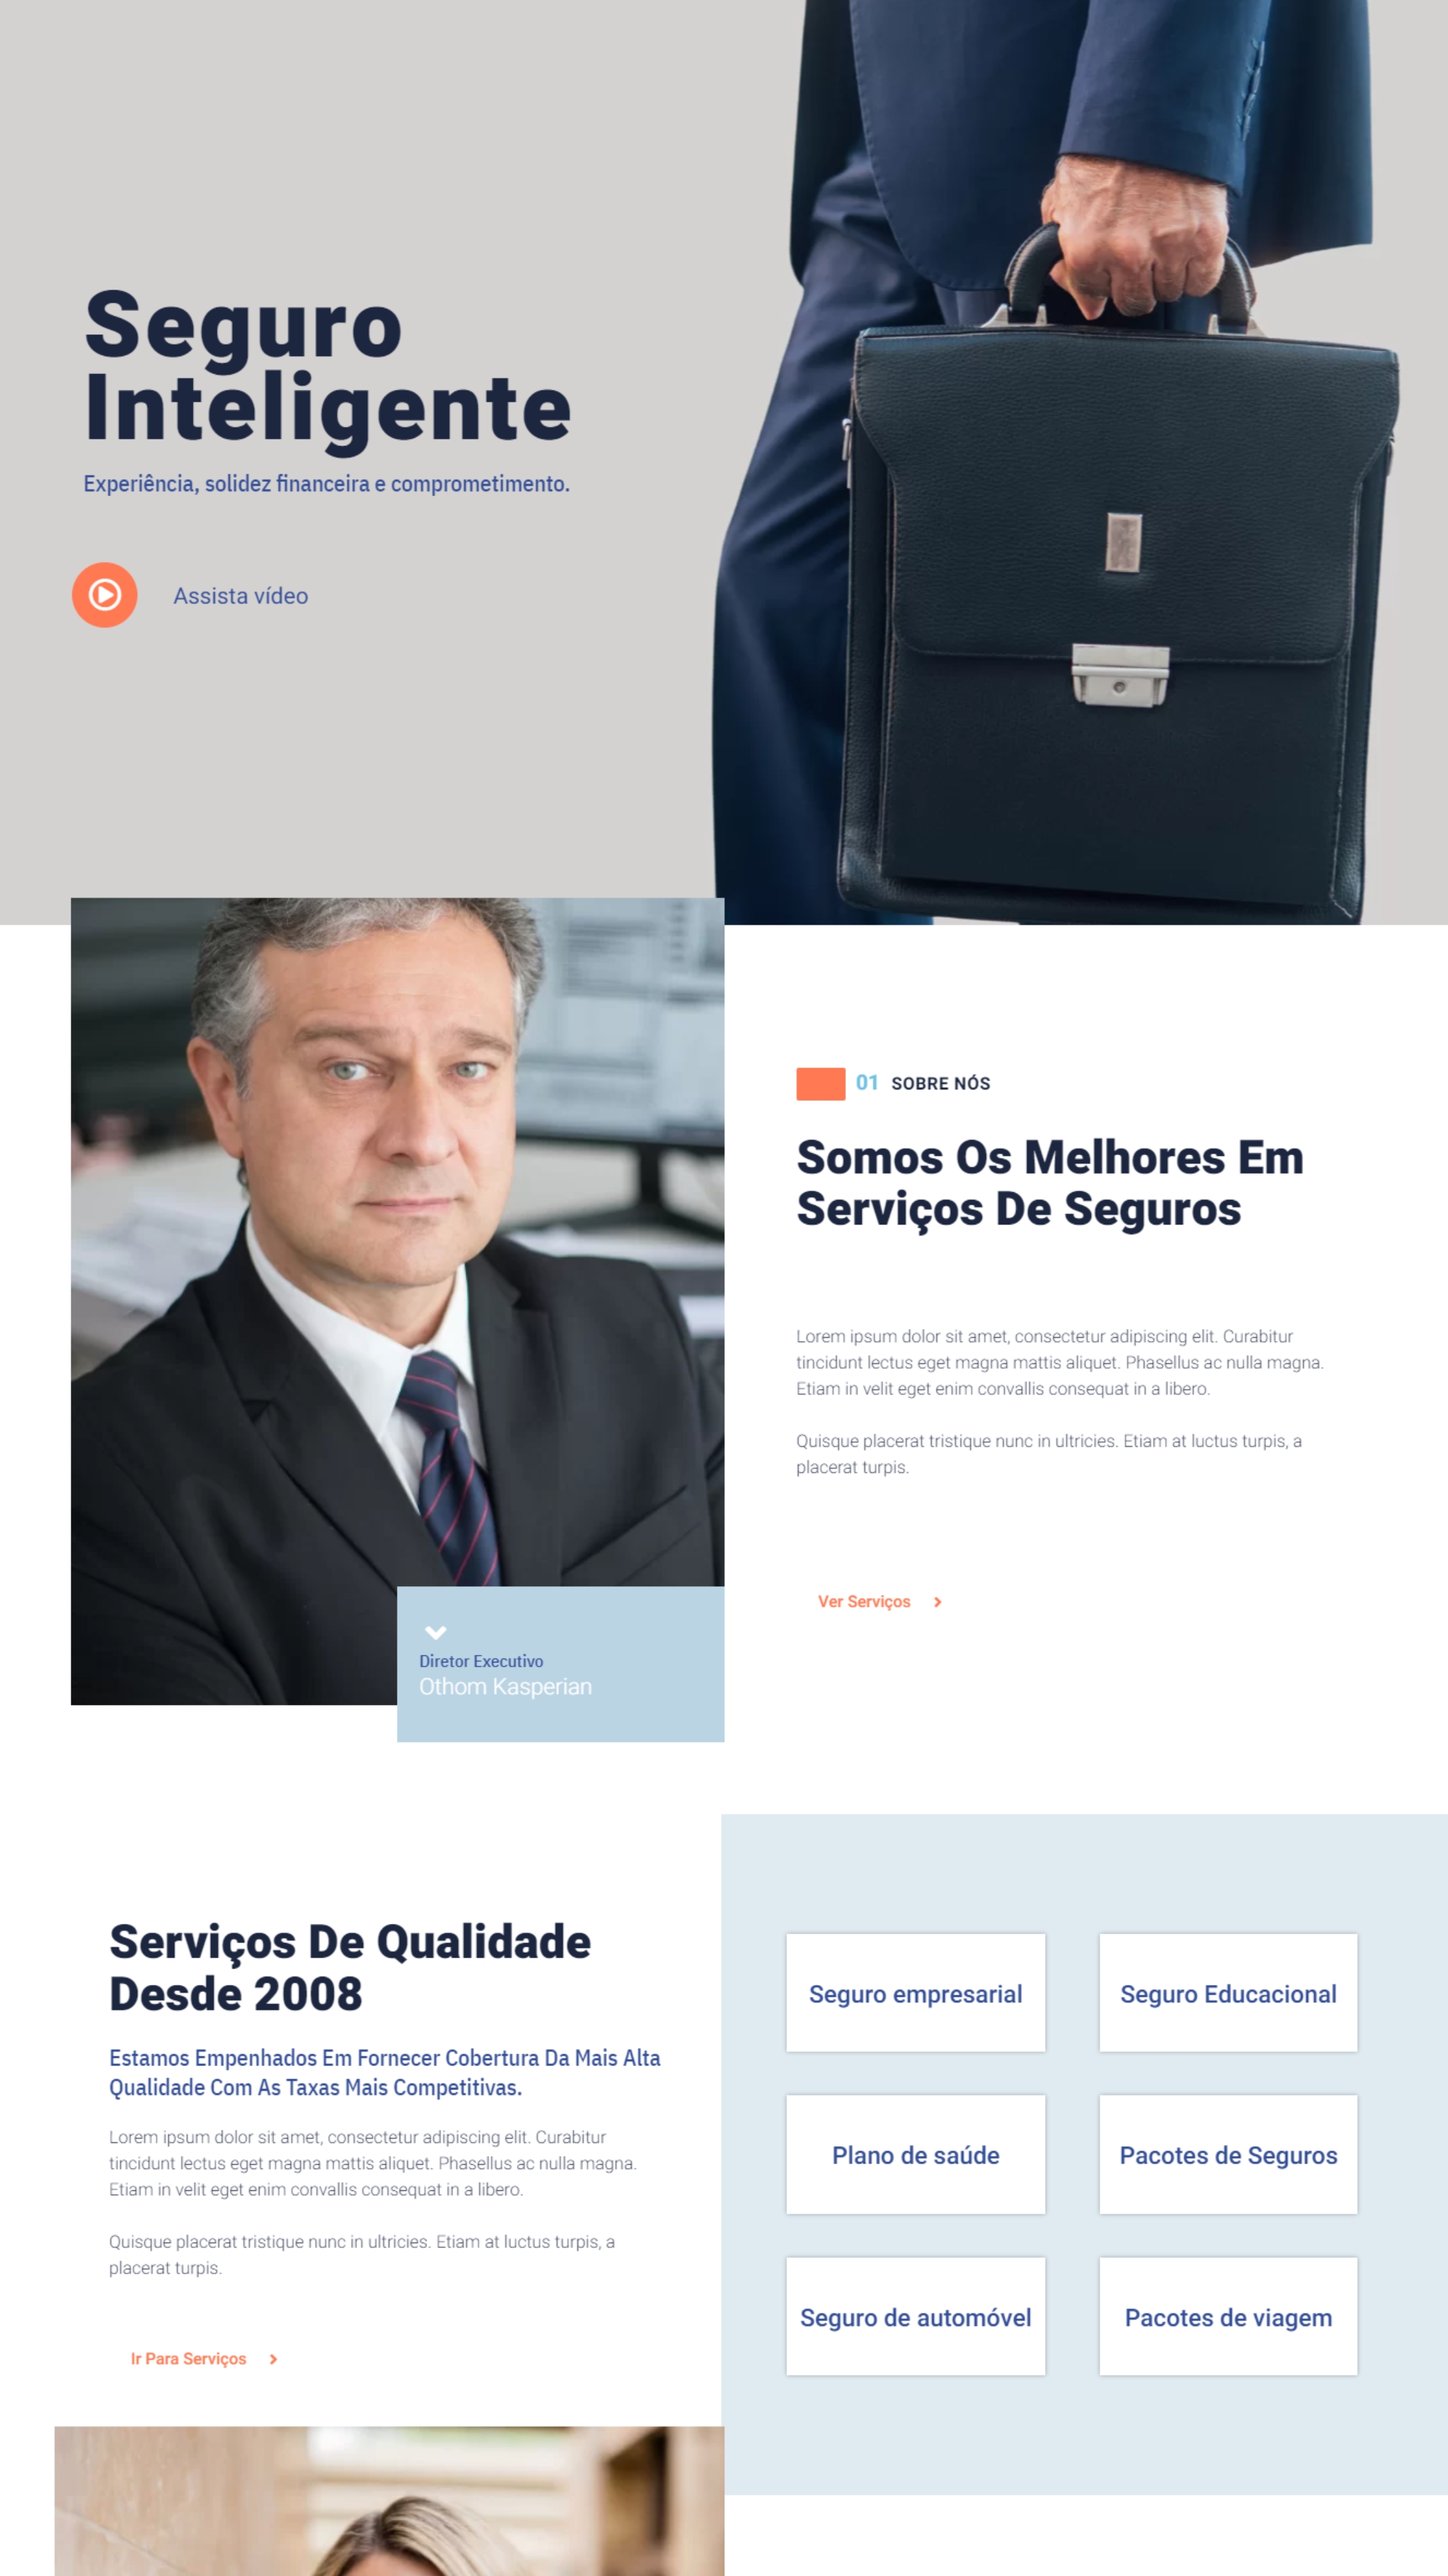 Seguro
Inteligente
Experiência, solidez financeira e comprometimento.
Assista vídeo
01 SOBRE NÓS
Somos Os Melhores Em
Serviços De Seguros
Lorem ipsum dolor sit amet, consectetur adipiscing elit. Curabitur
tincidunt lectus eget magna mattis aliquet. Phasellus ac nulla magna.
Etiam in velit eget enim convallis consequat in a libero.
Quisque placerat tristique nunc in ultricies. Etiam at luctus turpis, a
placerat turpis.
Ver Serviços
Diretor Executivo
Othom Kasperian
Serviços De Qualidade
Desde 2008
Estamos Empenhados Em Fornecer Cobertura Da Mais Alta
Qualidade Com As Taxas Mais Competitivas.
Lorem ipsum dolor sit amet, consectetur adipiscing elit. Curabitur
tincidunt lectus eget magna mattis aliquet. Phasellus ac nulla magna.
Etiam in velit eget enim convallis consequat in a libero.
Quisque placerat tristique nunc in ultricies. Etiam at luctus turpis, a
placerat turpis.
Ir Para Serviços
Seguro empresarial
Seguro Educacional
Plano de saúde
Pacotes de Seguros
Seguro de automóvel
Pacotes de viagem